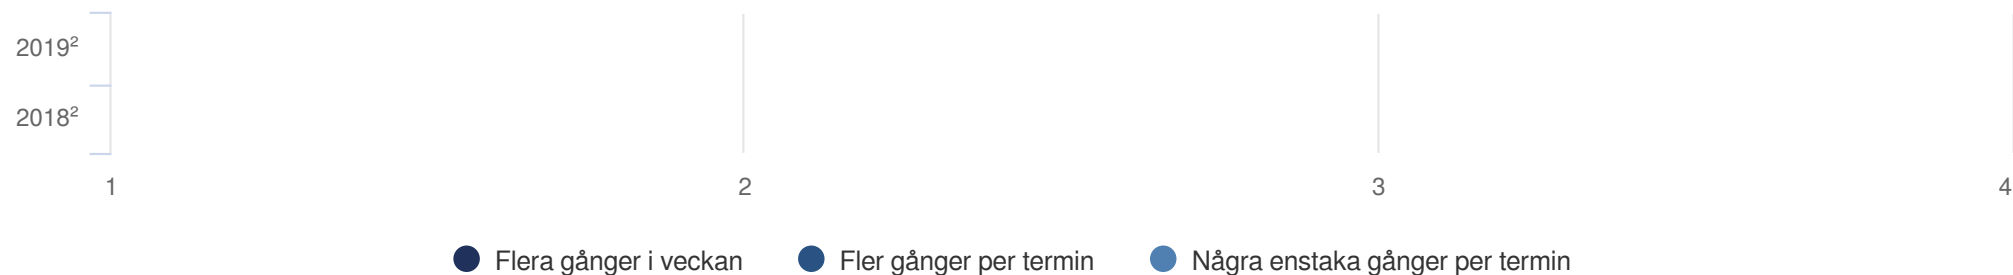 2019²
2018²
1 2 3 4
Flera gånger i veckan Fler gånger per termin Några enstaka gånger per termin